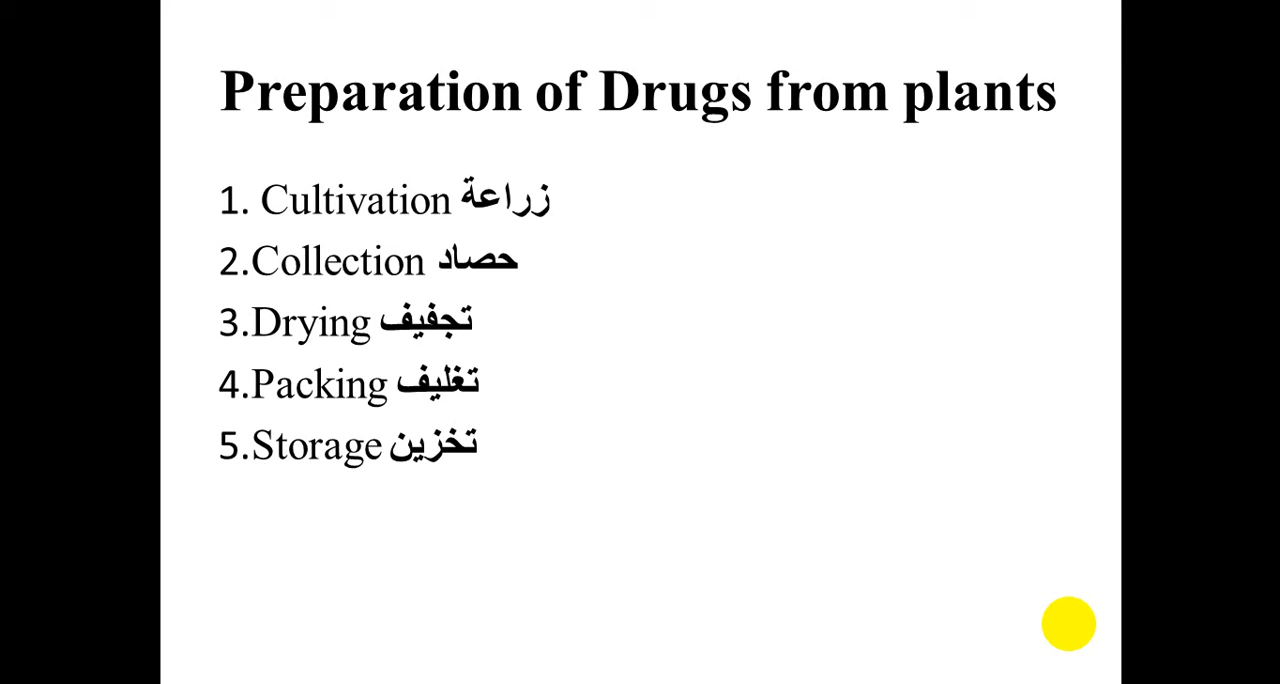 Preparation of Drugs from plants
1. Cultivation زراعة
2.Collection حصاد
3.Drying تجفيف
4.Packing تغليف
5.Storage تخزين